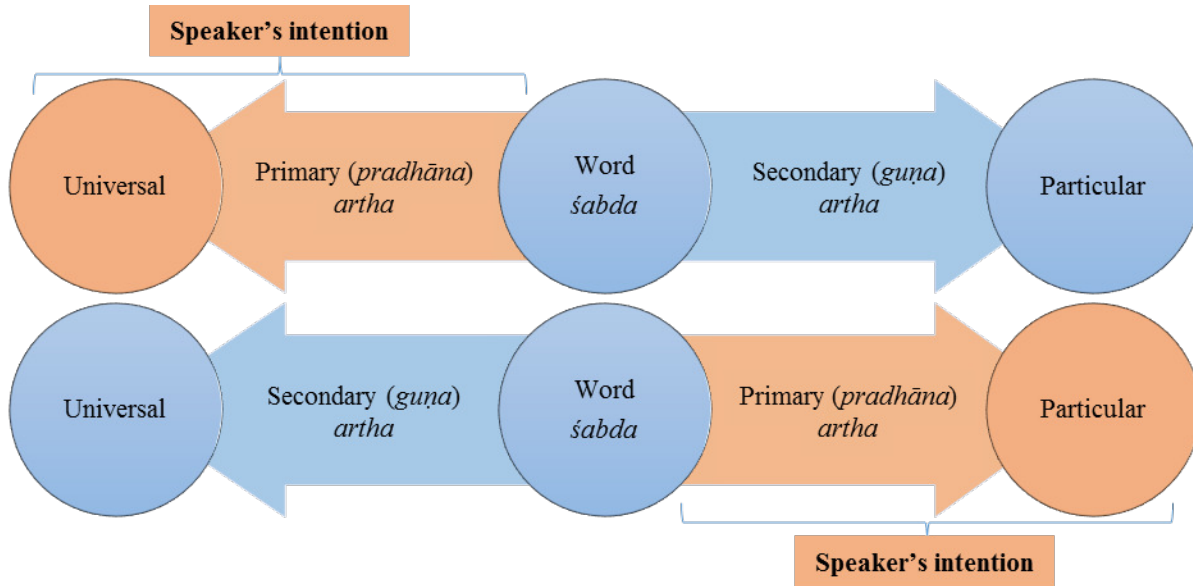 Speaker’s intention
Universal
Primary (pradhāna)
artha
Word
śabda
Secondary (guṇa)
artha
Particular
Universal
Secondary (guṇa)
artha
Word
śabda
Primary (pradhāna)
artha
Particular
Speaker’s intention